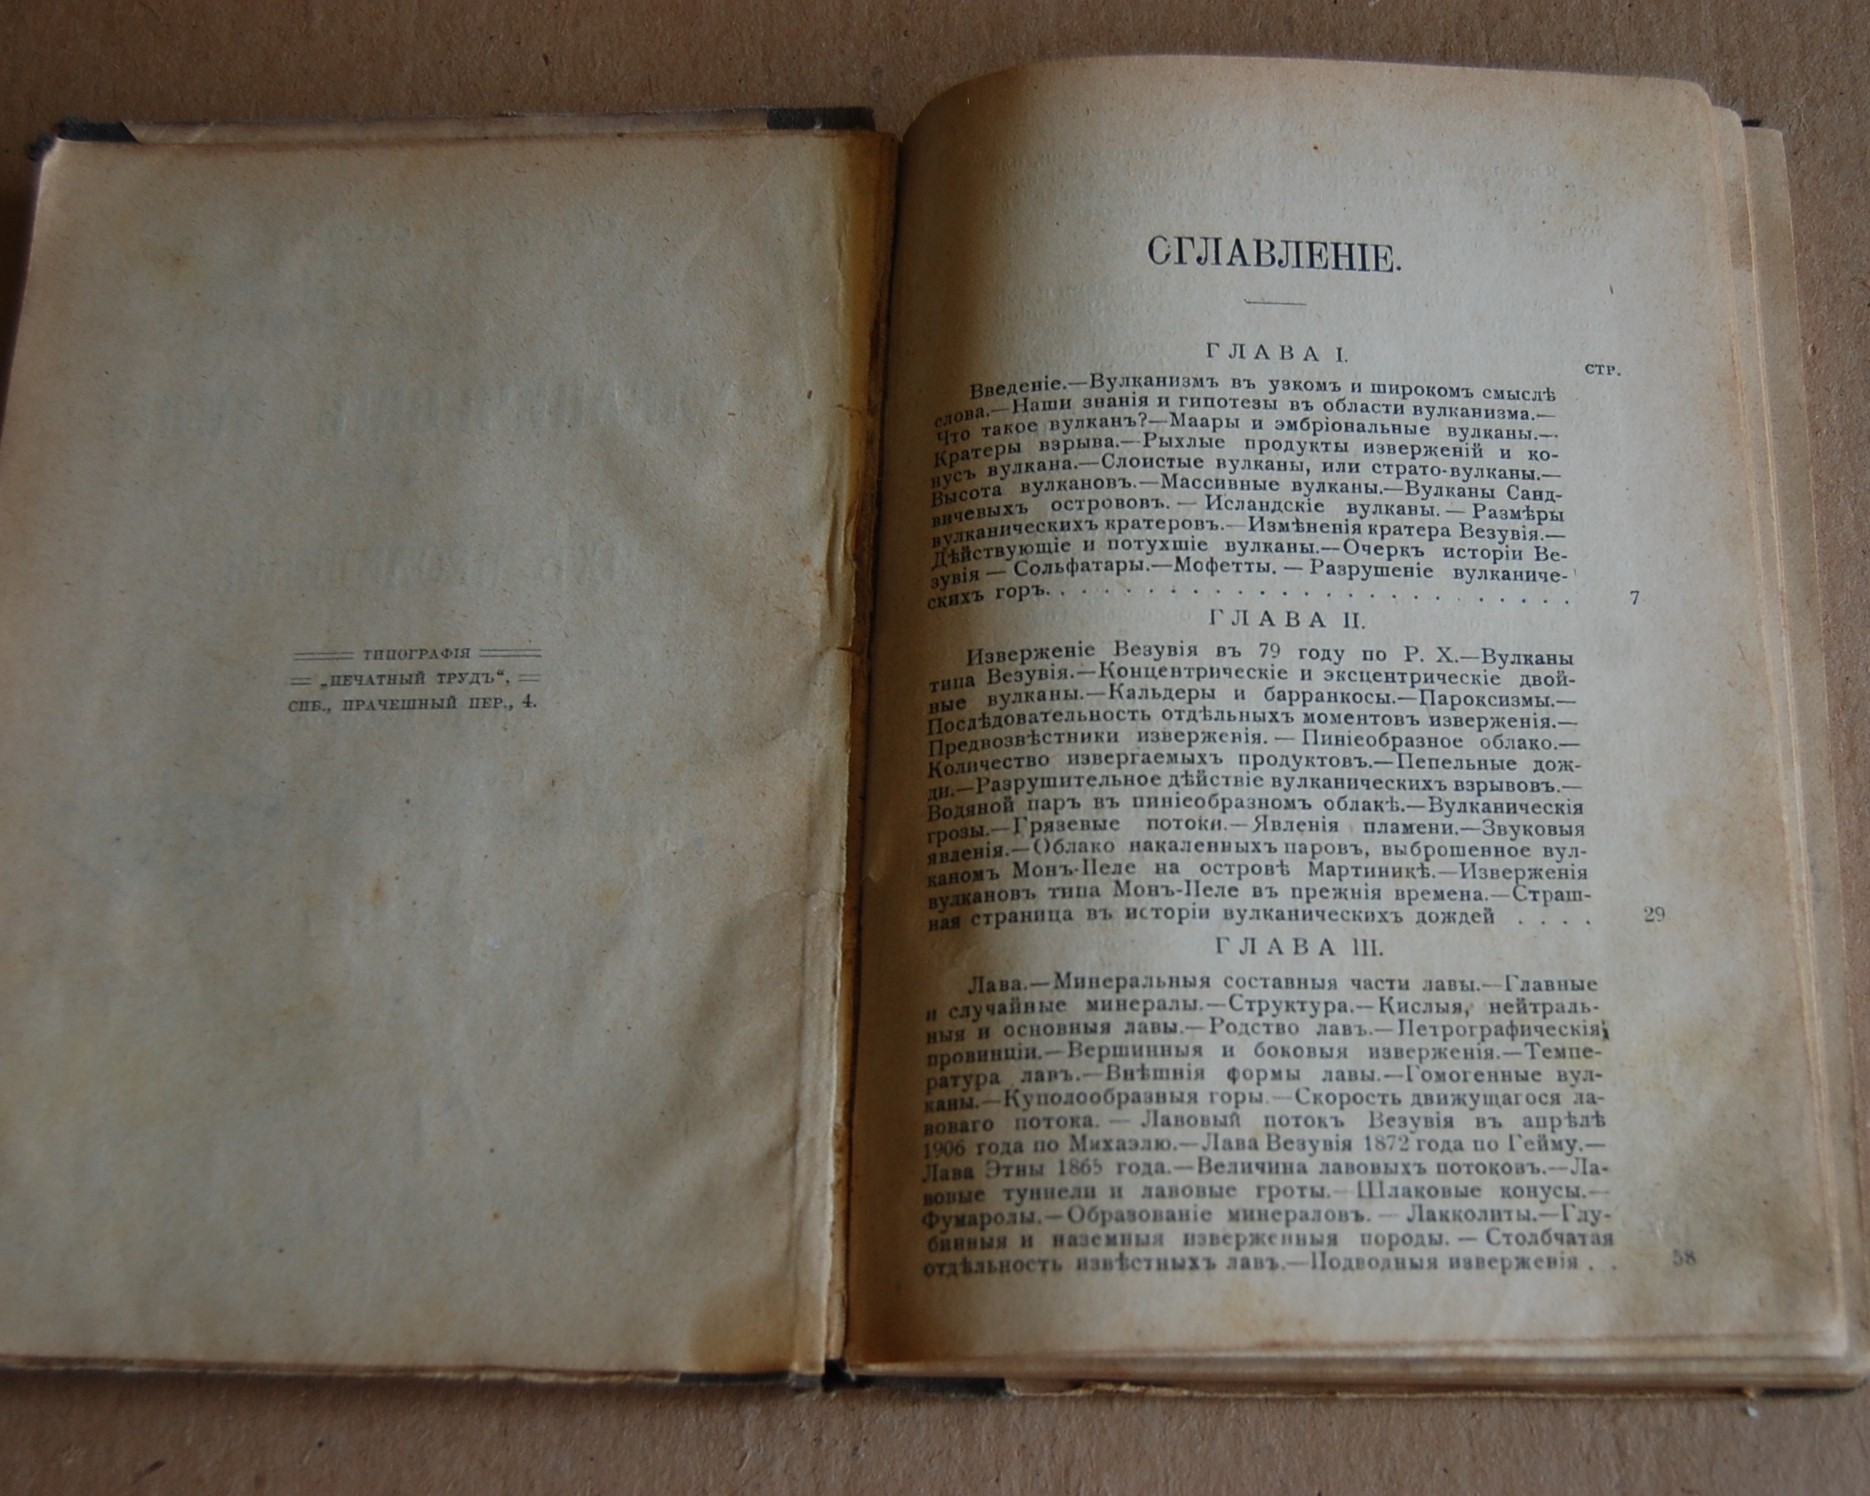 ТИПОГРАФІЯ
„ПЕЧАТНЫЙ ТРУДЪ“,
СПБ., ПРАЧЕШНЫЙ ПЕР., 4.
ОГЛАВЛЕНІЕ.
ГЛАВА I.
СТР.
Введеніе.—Вулканизмъ въ узкомъ и широкомъ смыслѣ
слова.—Наши знанія и гипотезы въ области вулканизма.—
Что такое вулканъ?—Маары и эмбріональные вулканы.—
Кратеры взрыва.—Рыхлые продукты изверженій и ко-
нусъ вулкана.—Слоистые вулканы, или страто-вулканы.—
Высота вулкановъ.—Массивные вулканы.—Вулканы Санд-
вичевыхъ острововъ. — Исландскіе вулканы. — Размѣры
вулканическихъ кратеровъ.—Измѣненія кратера Везувія.—
Дѣйствующіе и потухшіе вулканы.—Очеркъ исторіи Ве-
зувія — Сольфатары.—Мофетты. — Разрушеніе вулканиче-
скихъ горъ. . . . . . . . . . . . . . . . . . . . . . . . 7
ГЛАВА II.
Изверженіе Везувія въ 79 году по Р. Х.—Вулканы
типа Везувія.—Концентрическіе и эксцентрическіе двой-
ные вулканы.—Кальдеры и барранкосы.—Пароксизмы.—
Послѣдовательность отдѣльныхъ моментовъ изверженія.—
Предвозвѣстники изверженія. — Пиніеобразное облако.—
Количество извергаемыхъ продуктовъ.—Пепельные дож-
ди.—Разрушительное дѣйствіе вулканическихъ взрывовъ.—
Водяной паръ въ пиніеобразномъ облакѣ.—Вулканическія
грозы.—Грязевые потоки.—Явленія пламени.—Звуковыя
явленія.—Облако накаленныхъ паровъ, выброшенное вул-
каномъ Монъ-Пеле на островѣ Мартиникѣ.—Изверженія
вулкановъ типа Монъ-Пеле въ прежнія времена.—Страш-
ная страница въ исторіи вулканическихъ дождей . . . . 29
ГЛАВА III.
Лава.—Минеральныя составныя части лавы.—Главные
и случайные минералы.—Структура.—Кислыя, нейтраль-
ныя и основныя лавы.—Родство лавъ.—Петрографическія
провинціи.—Вершинныя и боковыя изверженія.—Темпе-
ратура лавъ.—Внѣшнія формы лавы.—Гомогенные вул-
каны.—Куполообразныя горы.—Скорость движущагося ла-
воваго потока. — Лавовый потокъ Везувія въ апрѣлѣ
1906 года по Михаэлю.—Лава Везувія 1872 года по Гейму.—
Лава Этны 1865 года.—Величина лавовыхъ потоковъ.—Ла-
вовые туннели и лавовые гроты.—Шлаковые конусы.—
Фумаролы.—Образованіе минераловъ. — Лакколиты.—Глу-
бинныя и наземныя изверженныя породы. — Столбчатая
отдѣльность извѣстныхъ лавъ.—Подводныя изверженія . . 58